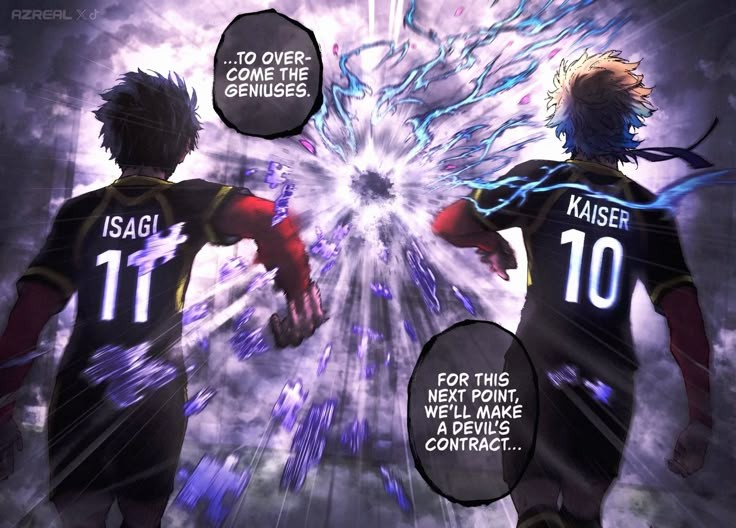 AZREAL X
...TO OVER-
COME THE
GENIUSES.
ISAGI
11
KAISER
10
FOR THIS
NEXT POINT,
WE'LL MAKE
A DEVIL'S
CONTRACT...